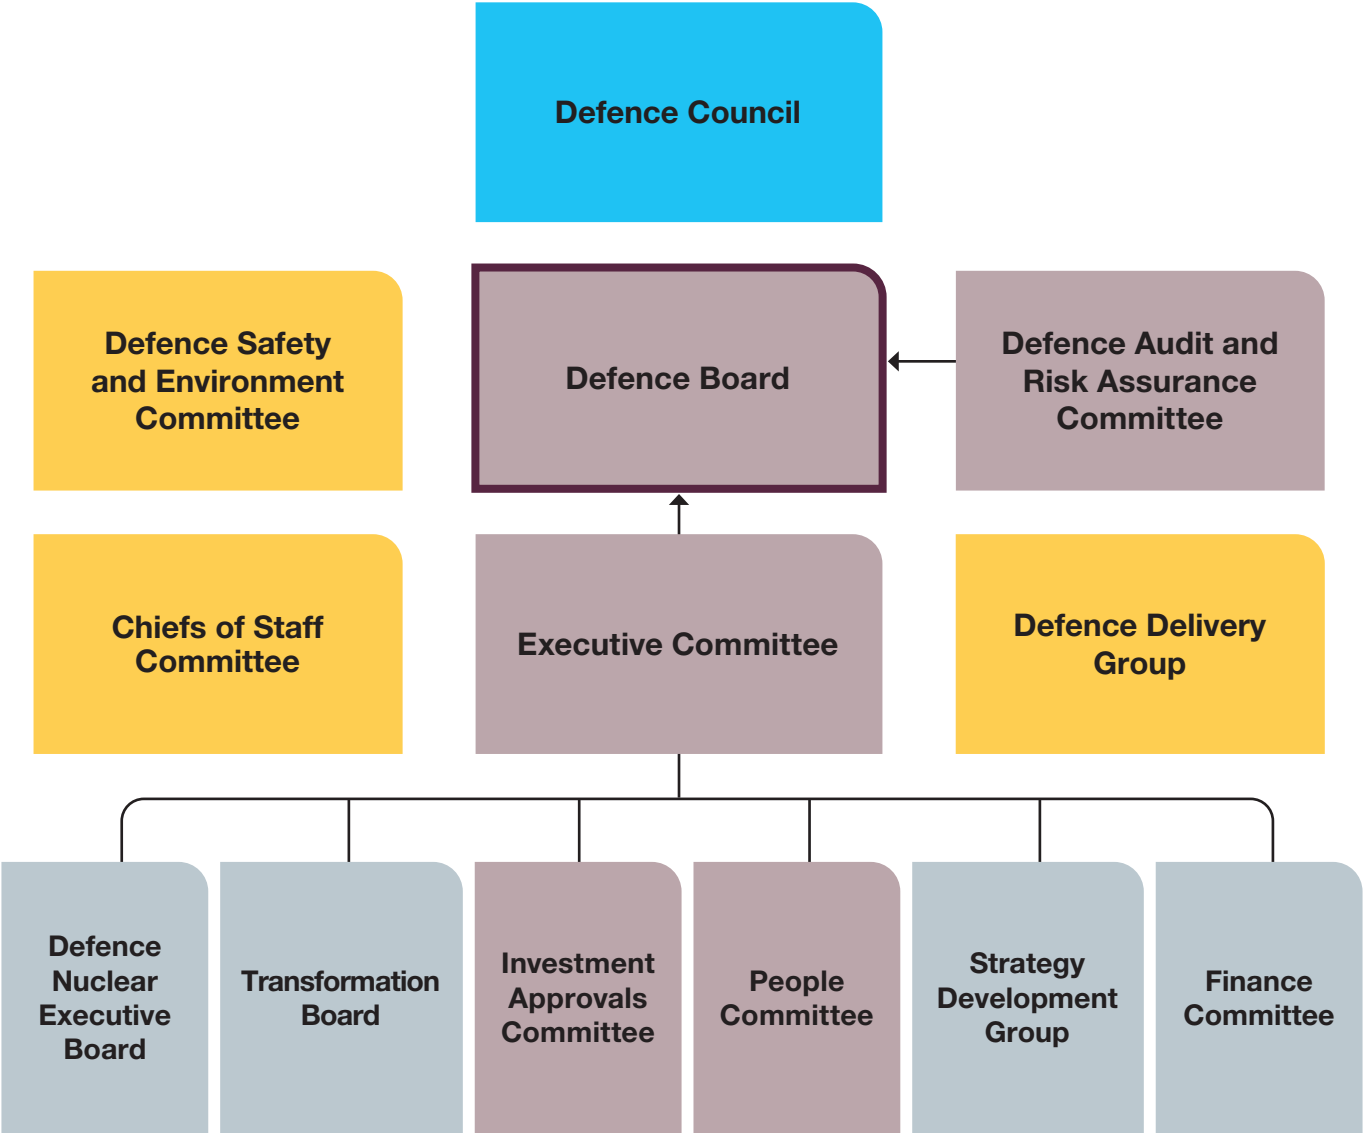 Defence Council
Defence Safety
and Environment
Committee
Defence Board
Defence Audit and
Risk Assurance
Committee
Chiefs of Staff
Committee
Executive Committee
Defence Delivery
Group
Defence
Nuclear
Executive
Board
Transformation
Board
Investment
Approvals
Committee
People
Committee
Strategy
Development
Group
Finance
Committee